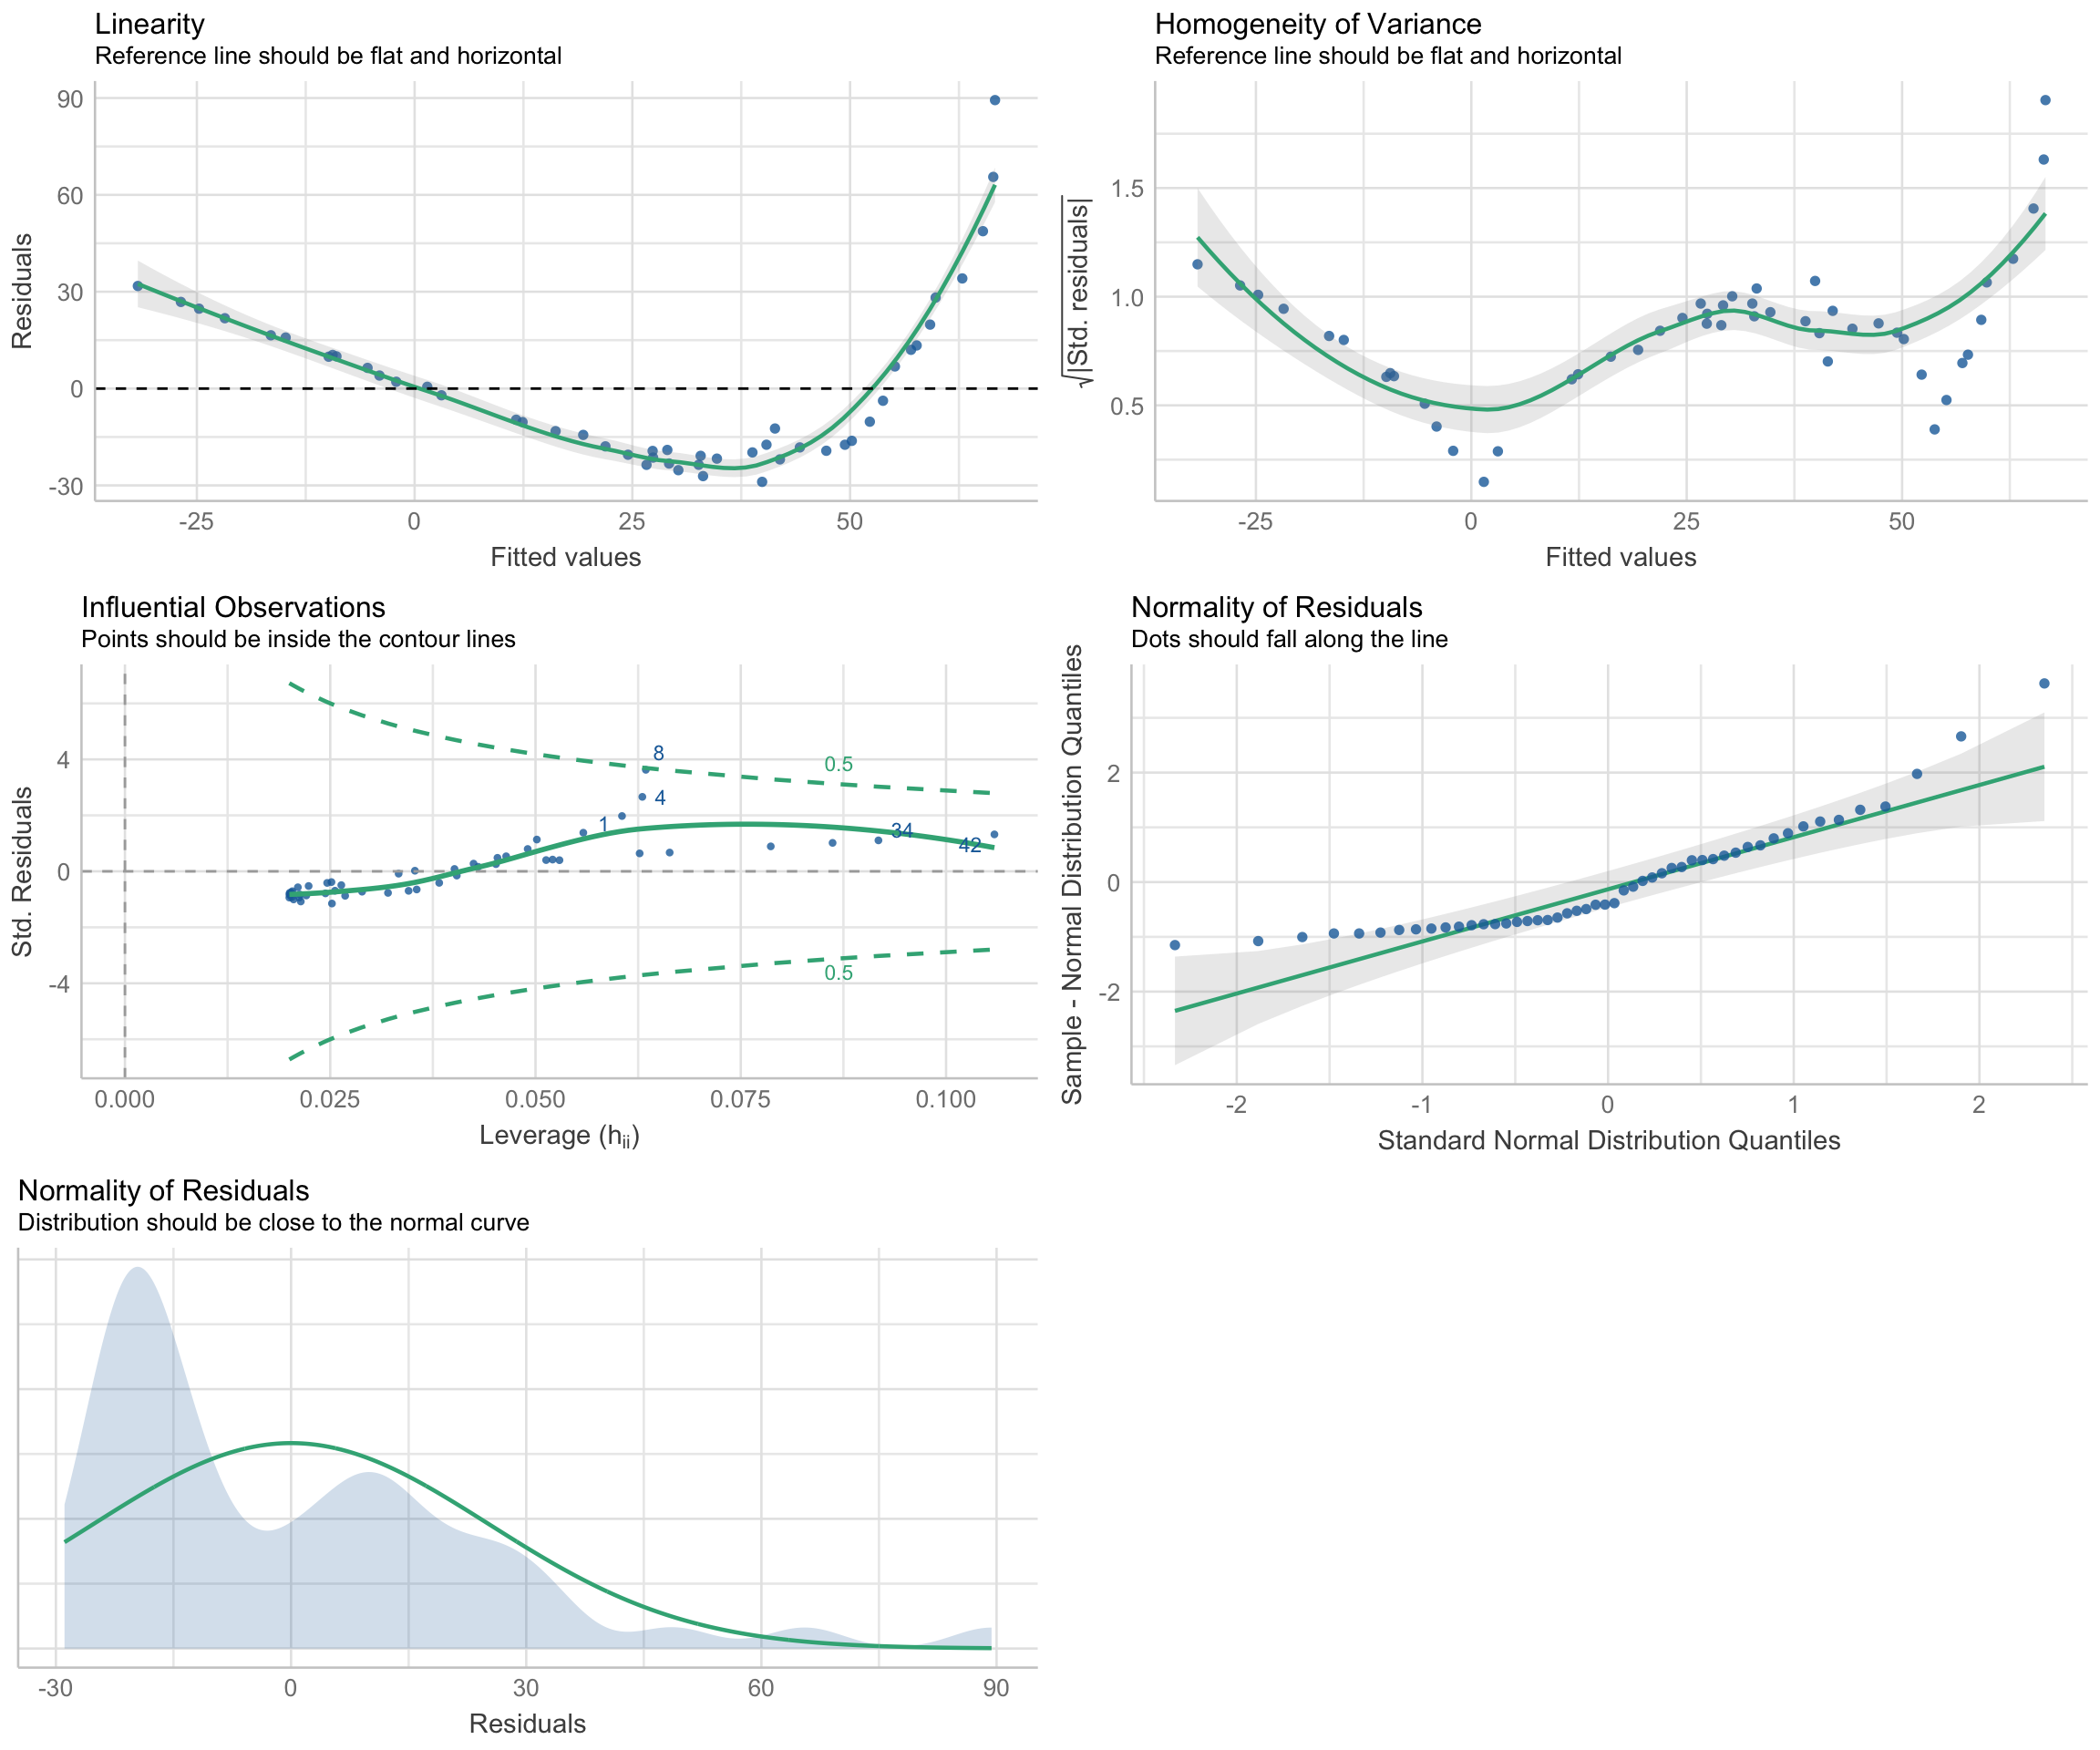 Linearity
Reference line should be flat and horizontal
90
60
30
0
-30
Residuals
-25
0
25
50
Fitted values
Homogeneity of Variance
Reference line should be flat and horizontal
1.5
1.0
0.5
√|Std. residuals|
-25
0
25
50
Fitted values
Influential Observations
Points should be inside the contour lines
4
0
-4
Std. Residuals
8
4
1
34
42
0.5
0.5
0.000
0.025
0.050
0.075
0.100
Leverage (hᵢᵢ)
Normality of Residuals
Dots should fall along the line
2
0
-2
Sample - Normal Distribution Quantiles
-2
-1
0
1
2
Standard Normal Distribution Quantiles
Normality of Residuals
Distribution should be close to the normal curve
-30
0
30
60
90
Residuals